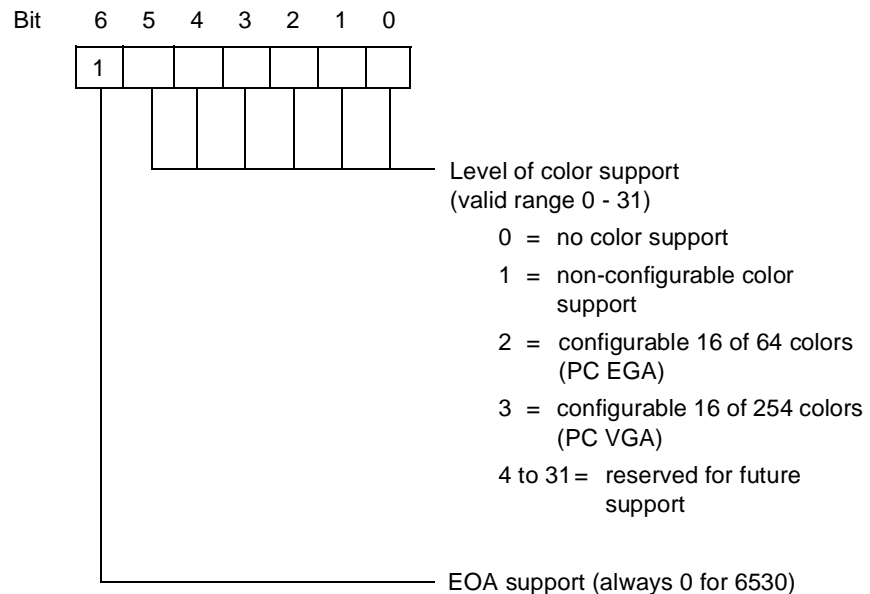 Bit 6 5 4 3 2 1 0
1
Level of color support
(valid range 0 - 31)
0 = no color support
1 = non-configurable color
support
2 = configurable 16 of 64 colors
(PC EGA)
3 = configurable 16 of 254 colors
(PC VGA)
4 to 31 = reserved for future
support
EOA support (always 0 for 6530)